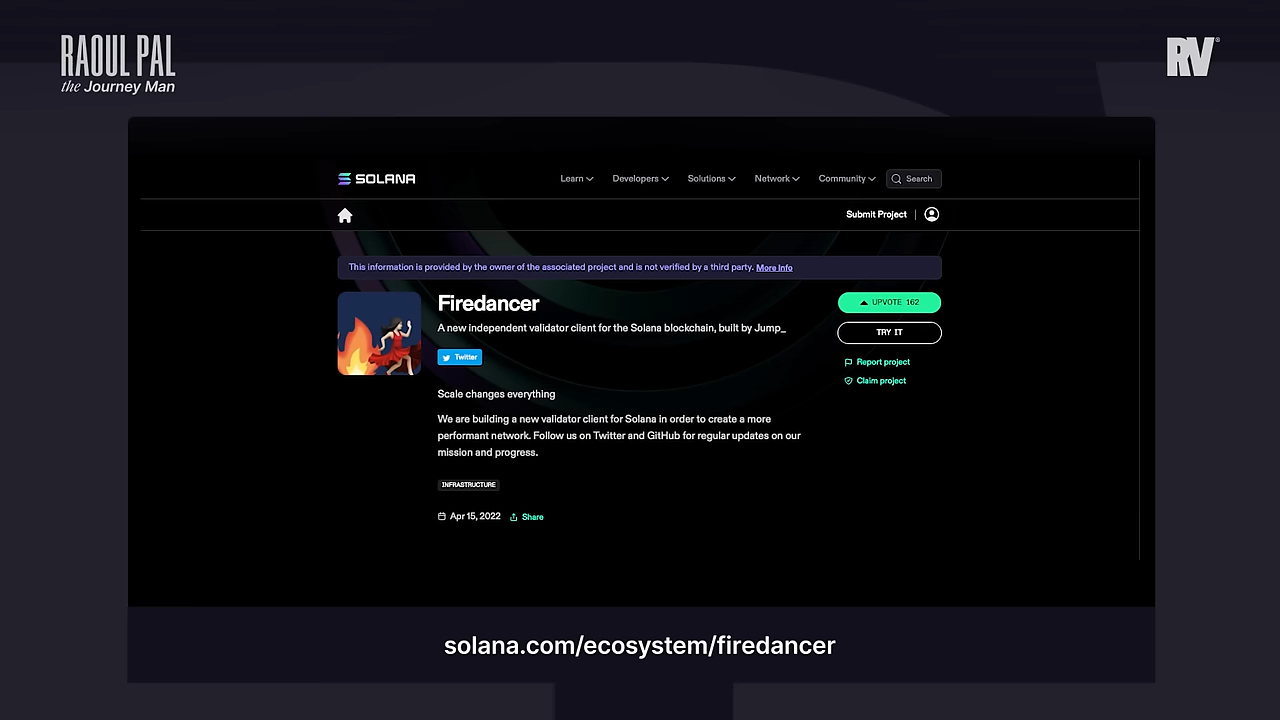 RAOUL PAL
the Journey Man
RV®
SOLANA
Learn Developers Solutions Network Community Search
Submit Project
This information is provided by the owner of the associated project and is not verified by a third party. More Info
Firedancer
UPVOTE 162
A new independent validator client for the Solana blockchain, built by Jump_
TRY IT
Twitter
Report project
Claim project
Scale changes everything
We are building a new validator client for Solana in order to create a more
performant network. Follow us on Twitter and GitHub for regular updates on our
mission and progress.
INFRASTRUCTURE
Apr 15, 2022 Share
solana.com/ecosystem/firedancer